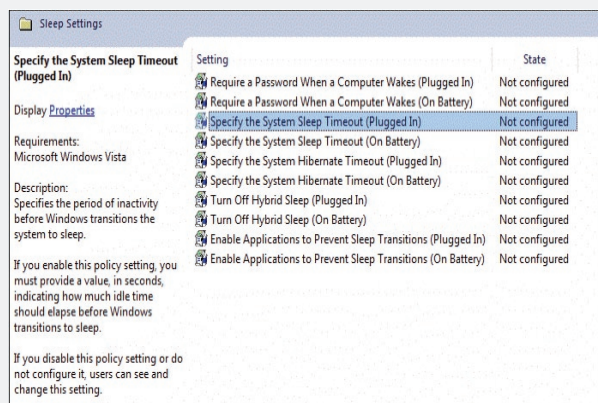 Sleep Settings
Specify the System Sleep Timeout
(Plugged In)
Display Properties
Requirements:
Microsoft Windows Vista
Description:
Specifies the period of inactivity
before Windows transitions the
system to sleep.
If you enable this policy setting, you
must provide a value, in seconds,
indicating how much idle time
should elapse before Windows
transitions to sleep.
If you disable this policy setting or do
not configure it, users can see and
change this setting.
Setting State
Require a Password When a Computer Wakes (Plugged In) Not configured
Require a Password When a Computer Wakes (On Battery) Not configured
Specify the System Sleep Timeout (Plugged In) Not configured
Specify the System Sleep Timeout (On Battery) Not configured
Specify the System Hibernate Timeout (Plugged In) Not configured
Specify the System Hibernate Timeout (On Battery) Not configured
Turn Off Hybrid Sleep (Plugged In) Not configured
Turn Off Hybrid Sleep (On Battery) Not configured
Enable Applications to Prevent Sleep Transitions (Plugged In) Not configured
Enable Applications to Prevent Sleep Transitions (On Battery) Not configured